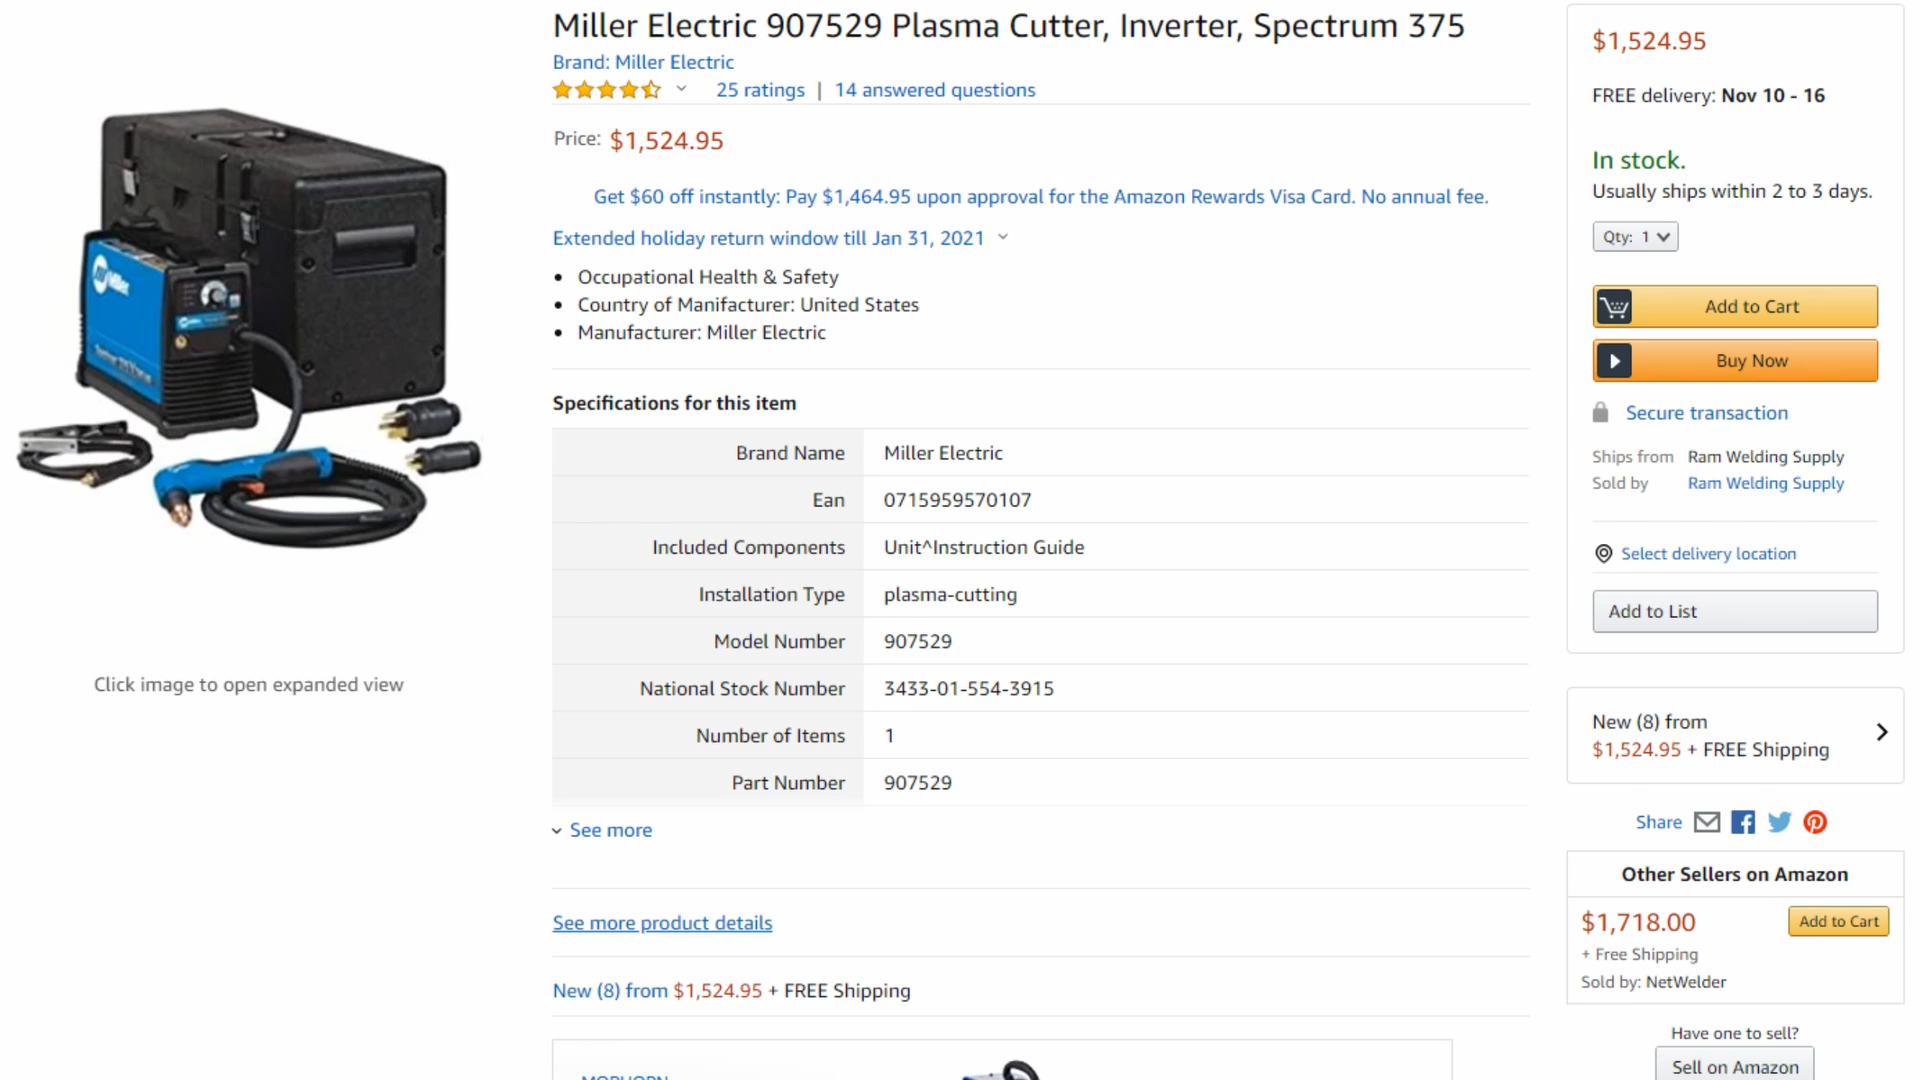 Miller Electric 907529 Plasma Cutter, Inverter, Spectrum 375
Brand: Miller Electric
25 ratings | 14 answered questions
Price: $1,524.95
Get $60 off instantly: Pay $1,464.95 upon approval for the Amazon Rewards Visa Card. No annual fee.
Extended holiday return window till Jan 31, 2021
Occupational Health & Safety
Country of Manifacturer: United States
Manufacturer: Miller Electric
Miller
Click image to open expanded view
Specifications for this item
Brand Name Miller Electric
Ean 0715959570107
Included Components Unit^Instruction Guide
Installation Type plasma-cutting
Model Number 907529
National Stock Number 3433-01-554-3915
Number of Items 1
Part Number 907529
See more
See more product details
New (8) from $1,524.95 + FREE Shipping
$1,524.95
FREE delivery: Nov 10 - 16
In stock.
Usually ships within 2 to 3 days.
Qty: 1
Add to Cart
Buy Now
Secure transaction
Ships from Ram Welding Supply
Sold by Ram Welding Supply
Select delivery location
Add to List
New (8) from
$1,524.95 + FREE Shipping
Share
Other Sellers on Amazon
$1,718.00 Add to Cart
+ Free Shipping
Sold by: NetWelder
Have one to sell?
Sell on Amazon